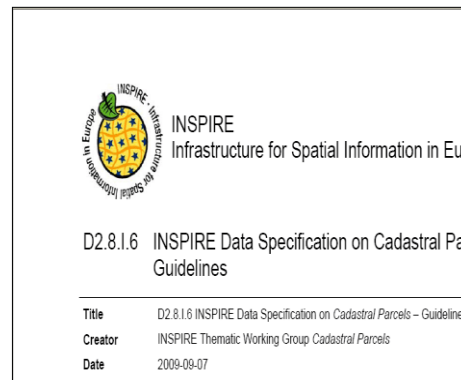 INSPIRE - Infrastructure for Spatial Information in Europe
INSPIRE
Infrastructure for Spatial Information in Eu
D2.8.I.6 INSPIRE Data Specification on Cadastral Pa
Guidelines
Title D2.8.I.6 INSPIRE Data Specification on Cadastral Parcels – Guideline
Creator INSPIRE Thematic Working Group Cadastral Parcels
Date 2009-09-07